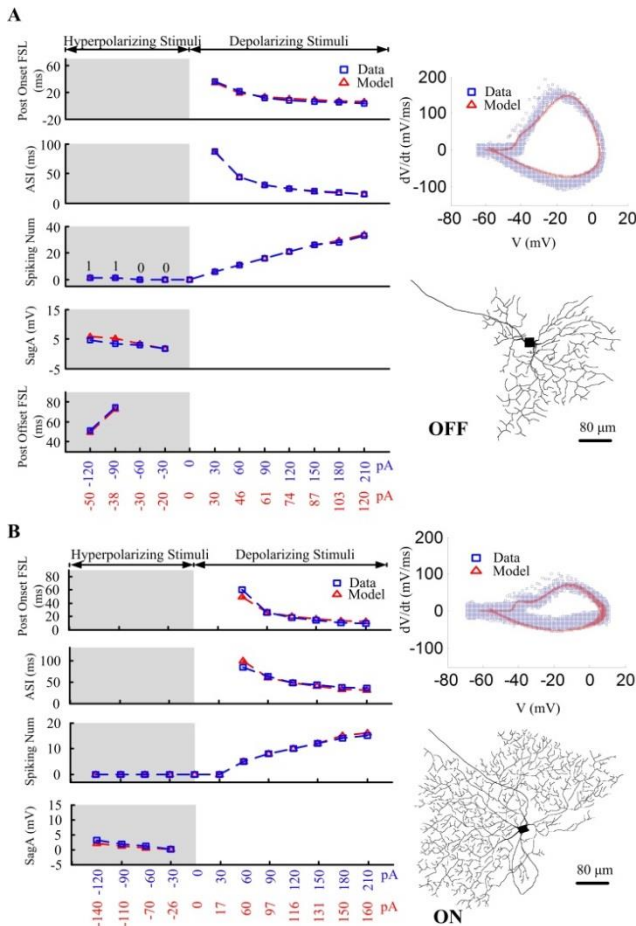 A
Hyperpolarizing Stimuli
Depolarizing Stimuli
Post Onset FSL
(ms)
60
20
-20
Data
Model
ASI (ms)
100
50
0
Spiking Num
40
20
0
1 1 0 0
SagA (mV)
15
5
-5
Post Offset FSL
(ms)
80
60
40
-120 -90 -60 -30 0 30 60 90 120 150 180 210 pA
-50 -38 -30 -20 0 30 46 61 74 87 103 120 pA
dV/dt (mV/ms)
200
100
0
-100
Data
Model
-80 -60 -40 -20 0 20
V (mV)
OFF
80 μm
B
Hyperpolarizing Stimuli
Depolarizing Stimuli
Post Onset FSL
(ms)
80
60
40
20
0
Data
Model
ASI (ms)
130
100
50
0
Spiking Num
20
10
0
SagA (mV)
15
10
5
0
-5
-120 -90 -60 -30 0 30 60 90 120 150 180 210 pA
-140 -110 -70 -26 0 17 60 97 116 131 150 160 pA
dV/dt (mV/ms)
200
100
0
-100
Data
Model
-80 -60 -40 -20 0 20
V (mV)
ON
80 μm